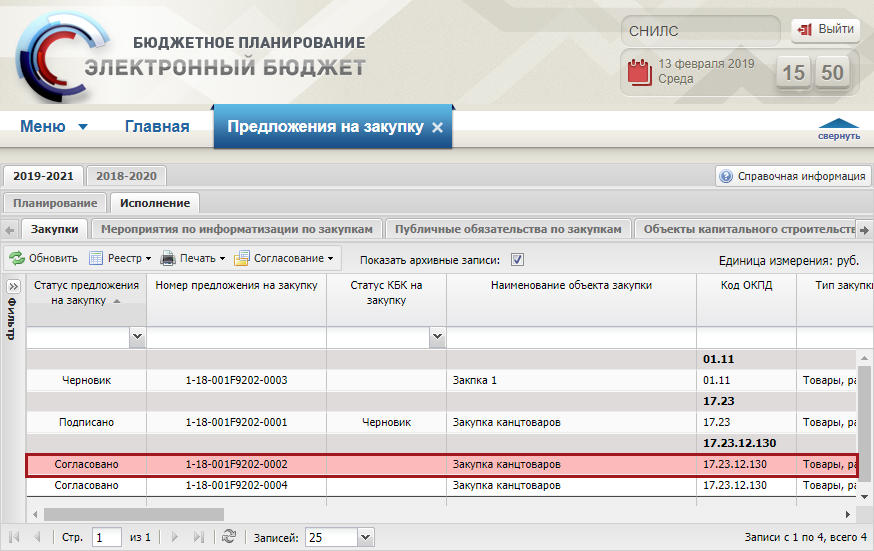 БЮДЖЕТНОЕ ПЛАНИРОВАНИЕ
ЭЛЕКТРОННЫЙ БЮДЖЕТ
СНИЛС
Выйти
13 февраля 2019
Среда
15 50
Меню Главная Предложения на закупку
свернуть
2019-2021 2018-2020
Справочная информация
Планирование Исполнение
Закупки Мероприятия по информатизации по закупкам Публичные обязательства по закупкам Объекты капитального строительств
Обновить Реестр Печать Согласование Показать архивные записи: Единица измерения: руб.
Фильтр
Статус предложения на закупку Номер предложения на закупку Статус КБК на закупку Наименование объекта закупки Код ОКПД Тип закупки
01.11
Черновик 1-18-001F9202-0003 Закпка 1 01.11 Товары, ра
17.23
Подписано 1-18-001F9202-0001 Черновик Закупка канцтоваров 17.23 Товары, ра
17.23.12.130
Согласовано 1-18-001F9202-0002 Закупка канцтоваров 17.23.12.130 Товары, ра
Согласовано 1-18-001F9202-0004 Закупка канцтоваров 17.23.12.130 Товары, ра
Стр. 1 из 1 Записей: 25 Записи с 1 по 4, всего 4